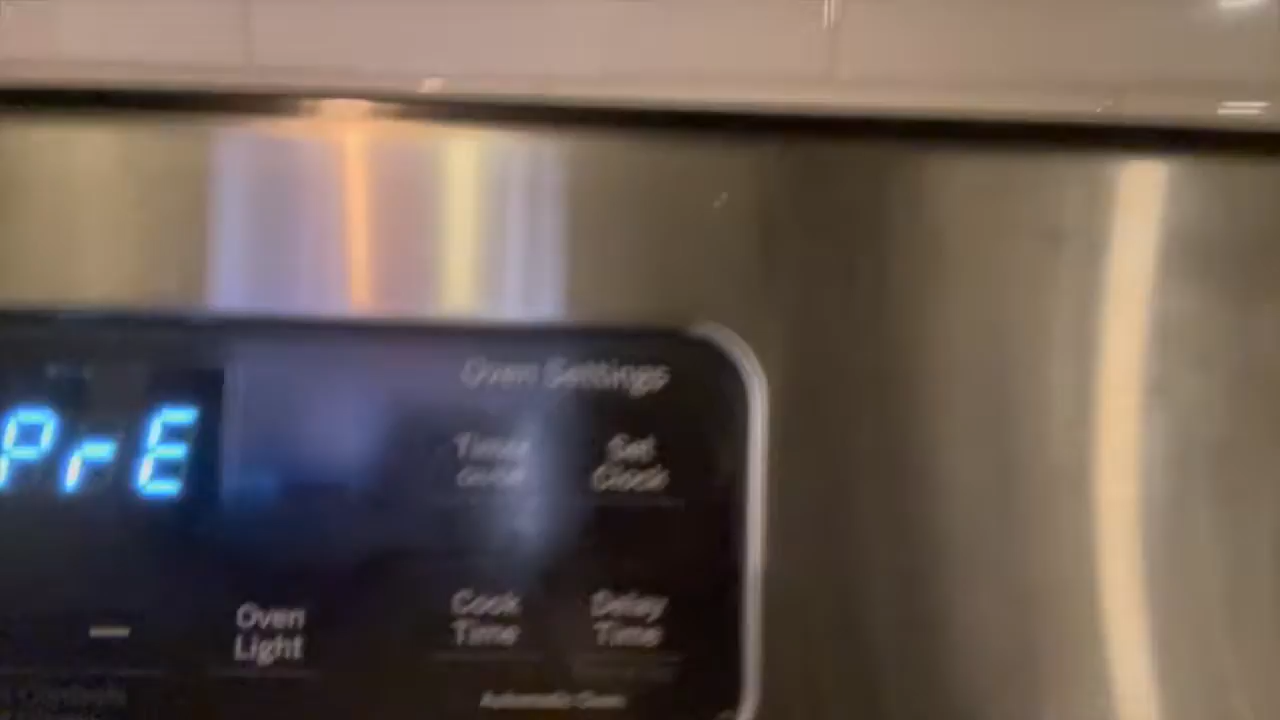 Oven Settings
Timer
Set
Clock
PrE
Cook
Time
Delay
Time
Oven
Light
—